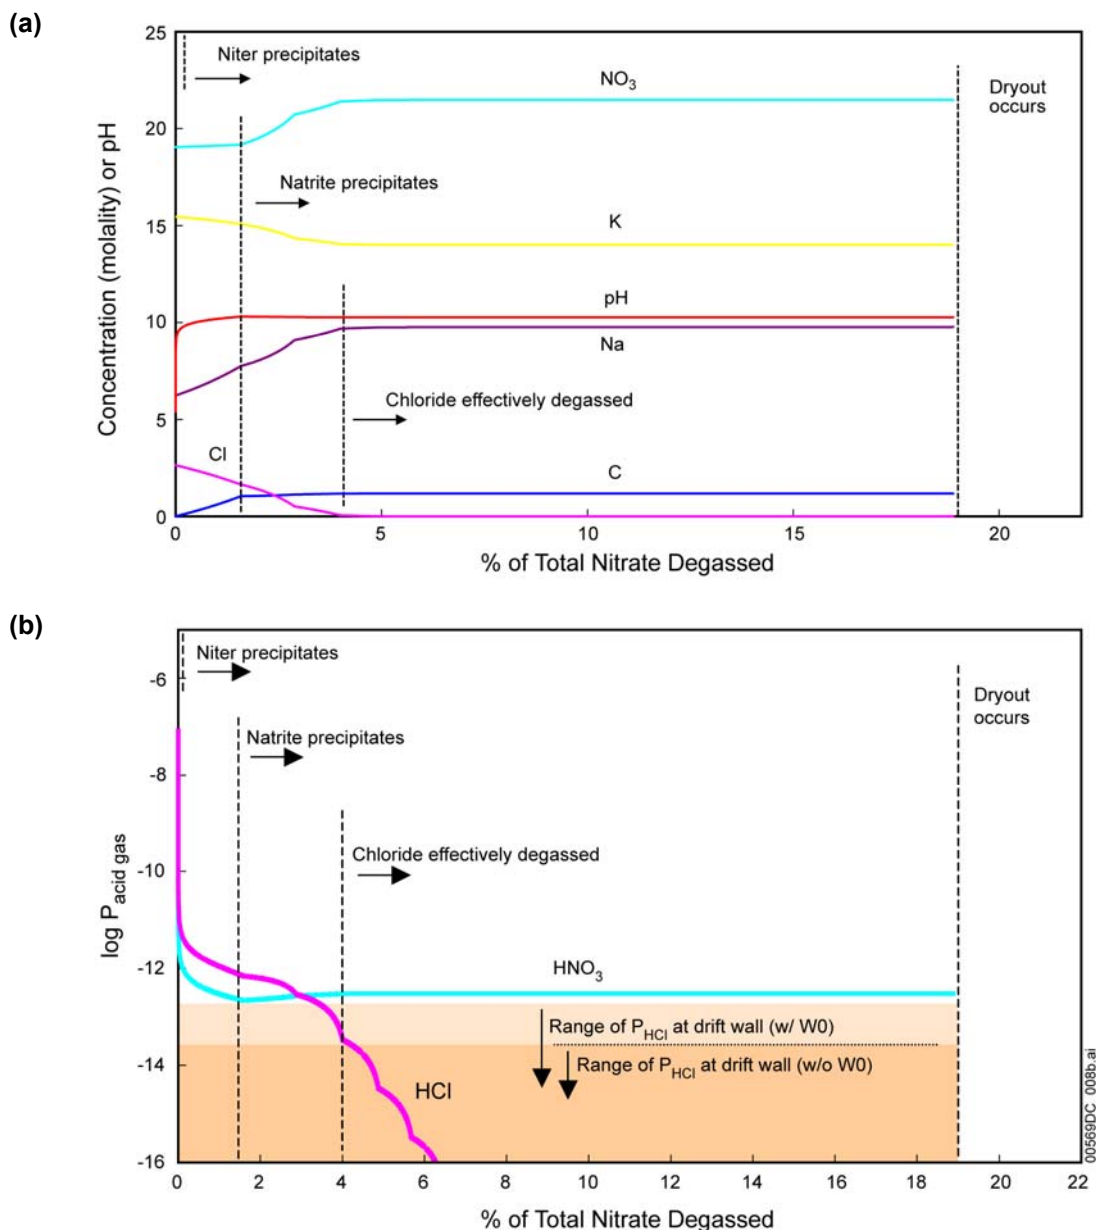 (a)
25
20
15
10
5
0
Concentration (molality) or pH
Niter precipitates
NO3
Dryout
occurs
Natrite precipitates
K
pH
Na
Chloride effectively degassed
Cl
C
0
5
10
15
20
% of Total Nitrate Degassed
(b)
-6
-8
-10
-12
-14
-16
log Pacid gas
Niter precipitates
Dryout
occurs
Natrite precipitates
Chloride effectively degassed
HNO3
Range of PHCl at drift wall (w/ W0)
Range of PHCl at drift wall (w/o W0)
HCl
0 2 4 6 8 10 12 14 16 18 20 22
% of Total Nitrate Degassed
00569DC_008b.ai